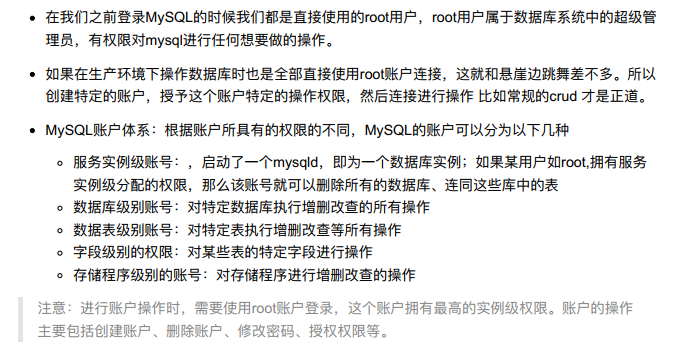 在我们之前登录MySQL的时候我们都是直接使用的root用户，root用户属于数据库系统中的超级管
理员，有权限对mysql进行任何想要做的操作。
如果在生产环境下操作数据库时也是全部直接使用root账户连接，这就和悬崖边跳舞差不多。所以
创建特定的账户，授予这个账户特定的操作权限，然后连接进行操作 比如常规的crud 才是正道。
MySQL账户体系：根据账户所具有的权限的不同，MySQL的账户可以分为以下几种
服务实例级账号：，启动了一个mysqld，即为一个数据库实例；如果某用户如root,拥有服务
实例级分配的权限，那么该账号就可以删除所有的数据库、连同这些库中的表
数据库级别账号：对特定数据库执行增删改查的所有操作
数据表级别账号：对特定表执行增删改查等所有操作
字段级别的权限：对某些表的特定字段进行操作
存储程序级别的账号：对存储程序进行增删改查的操作
注意：进行账户操作时，需要使用root账户登录，这个账户拥有最高的实例级权限。账户的操作
主要包括创建账户、删除账户、修改密码、授权权限等。